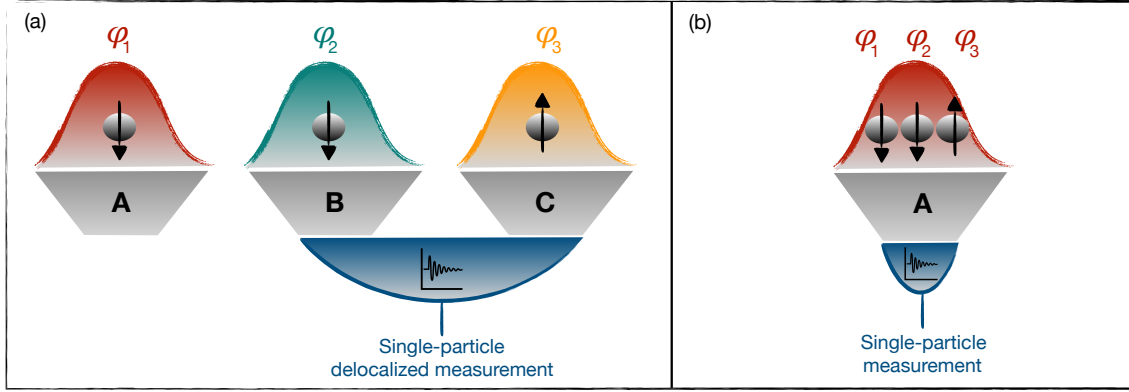 (a)
φ1 φ2 φ3
A B C
Single-particle
delocalized measurement
(b)
φ1 φ2 φ3
A
Single-particle
measurement